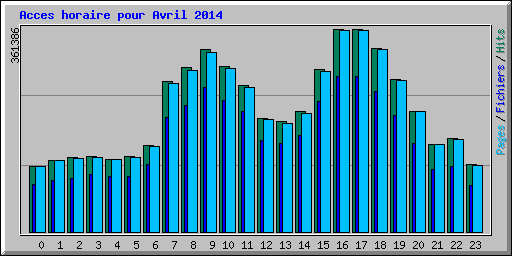 Acces horaire pour Avril 2014
361386
Pages / Fichiers / Hits
0 1 2 3 4 5 6 7 8 9 10 11 12 13 14 15 16 17 18 19 20 21 22 23